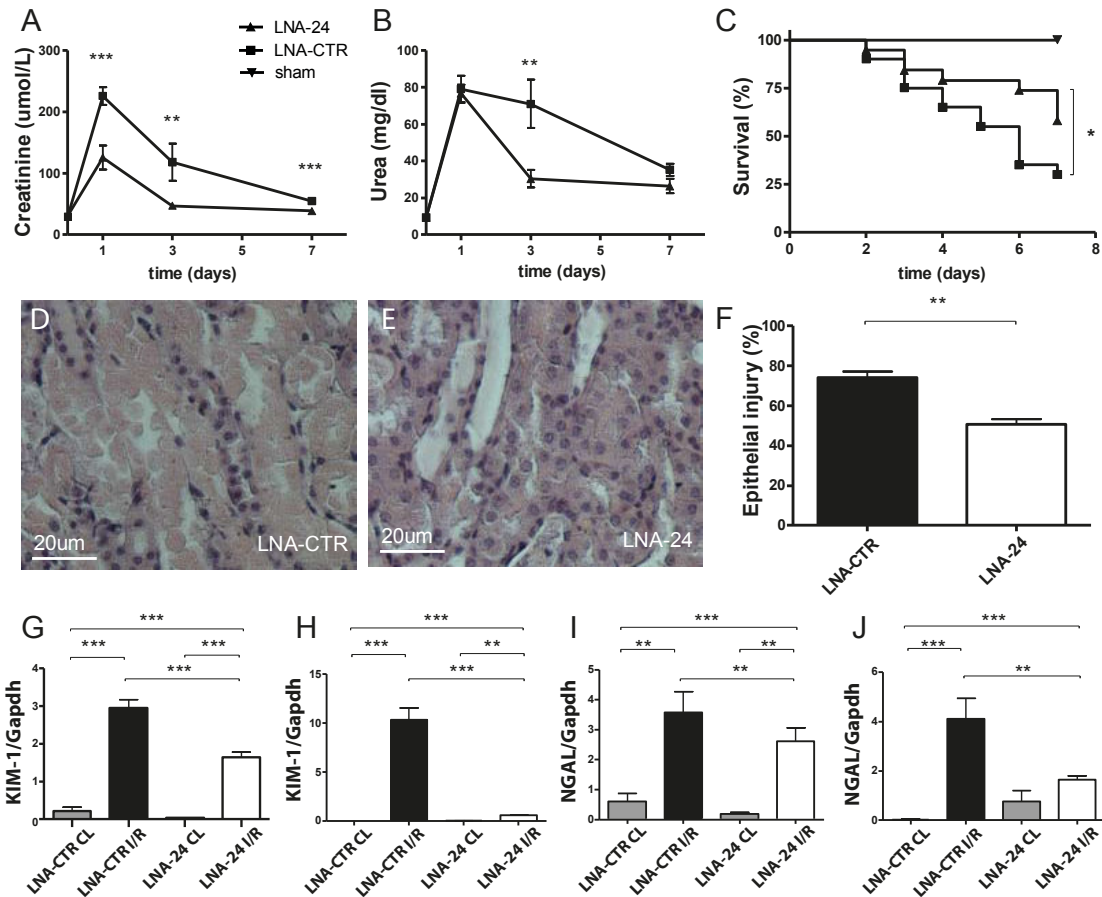 A
LNA-24
LNA-CTR
sham
Creatinine (umol/L)
300
200
100
0
***
**
***
1 3 5 7
time (days)
B
Urea (mg/dl)
100
80
60
40
20
0
**
1 3 5 7
time (days)
C
Survival (%)
100
75
50
25
0
*
0 2 4 6 8
time (days)
D
20um
LNA-CTR
E
20um
LNA-24
F
Epithelial injury (%)
100
80
60
40
20
0
**
LNA-CTR
LNA-24
G
***
*** ***
***
KIM-1/Gapdh
4
3
2
1
0
LNA-CTR CL
LNA-CTR I/R
LNA-24 CL
LNA-24 I/R
H
***
*** **
***
KIM-1/Gapdh
15
10
5
0
LNA-CTR CL
LNA-CTR I/R
LNA-24 CL
LNA-24 I/R
I
***
** **
**
NGAL/Gapdh
5
4
3
2
1
0
LNA-CTR CL
LNA-CTR I/R
LNA-24 CL
LNA-24 I/R
J
***
***
**
NGAL/Gapdh
6
4
2
0
LNA-CTR CL
LNA-CTR I/R
LNA-24 CL
LNA-24 I/R